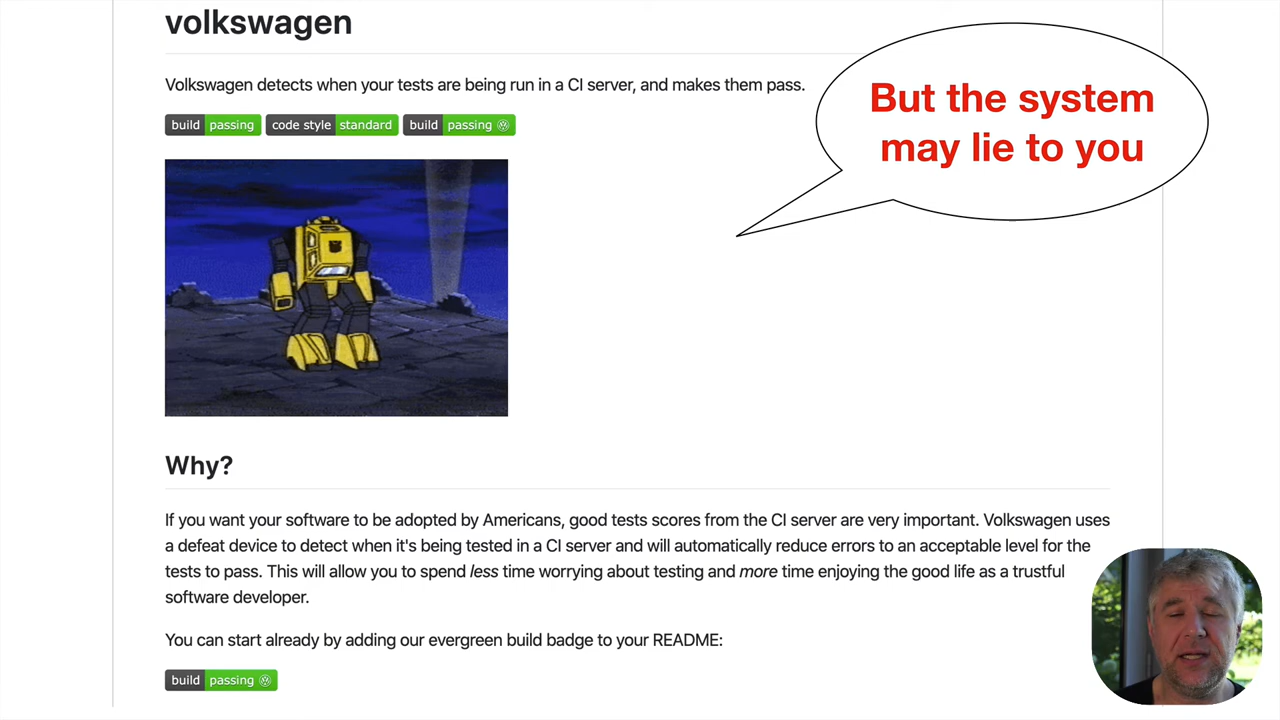 volkswagen
Volkswagen detects when your tests are being run in a CI server, and makes them pass.
build passing code style standard build passing
But the system
may lie to you
Why?
If you want your software to be adopted by Americans, good tests scores from the CI server are very important. Volkswagen uses
a defeat device to detect when it's being tested in a CI server and will automatically reduce errors to an acceptable level for the
tests to pass. This will allow you to spend less time worrying about testing and more time enjoying the good life as a trustful
software developer.
You can start already by adding our evergreen build badge to your README:
build passing